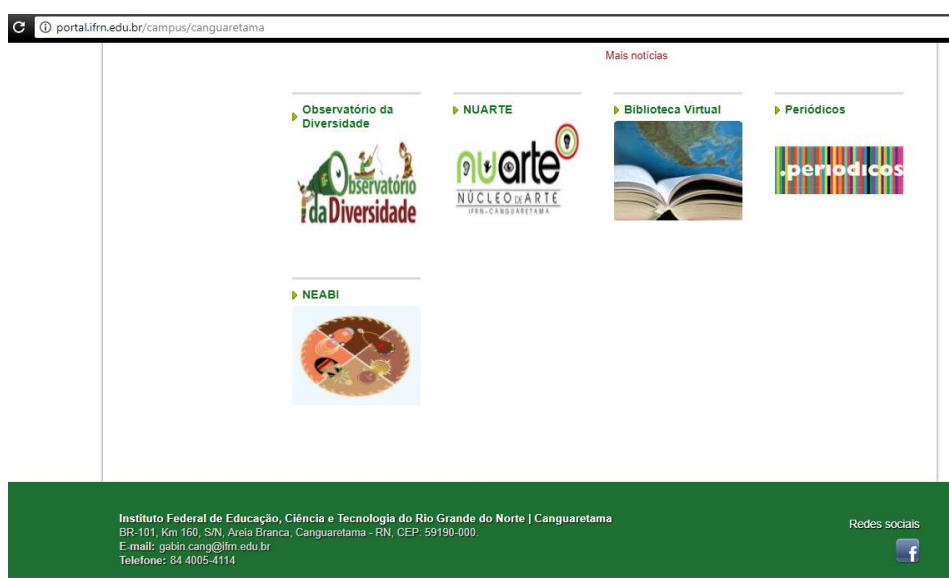 portal.ifrn.edu.br/campus/canguaretama
Mais notícias
Observatório da
Diversidade
NUARTE
Biblioteca Virtual
Periódicos
Observatório
da Diversidade
nuarte
NÚCLEO DE ARTE
IFRN-CANGUARETAMA
.periodicos
NEABI
Instituto Federal de Educação, Ciência e Tecnologia do Rio Grande do Norte | Canguaretama
BR-101, Km 160, S/N, Areia Branca, Canguaretama - RN, CEP: 59190-000.
E-mail: gabin.cang@ifrn.edu.br
Telefone: 84 4005-4114
Redes sociais
f